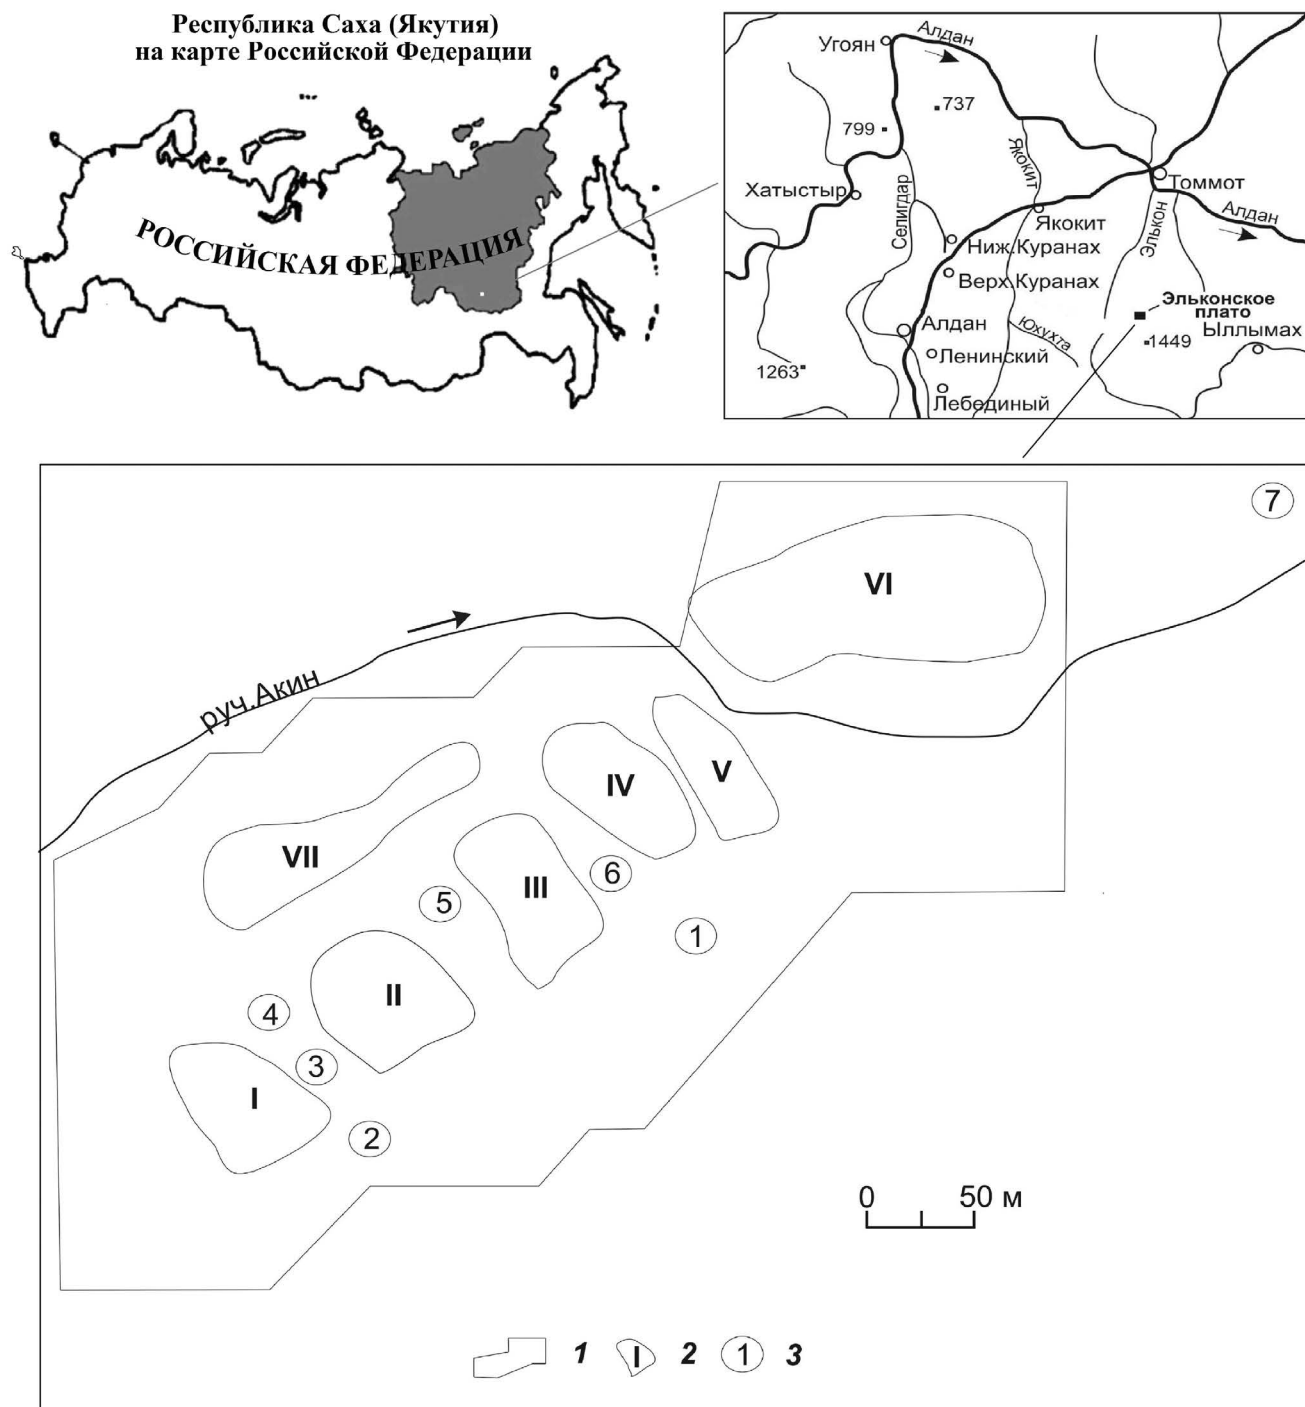 Республика Саха (Якутия)
на карте Российской Федерации
РОССИЙСКАЯ ФЕДЕРАЦИЯ
Угоян
Алдан
737
799
Якокит
Хатыстыр
Селигдар
Томмот
Якокит
Элькон
Алдан
Ниж.Куранах
Верх.Куранах
Эльконское
плато
Алдан
Юхухта
Ыллымах
Ленинский
1449
1263
Лебединый
7
VI
руч.Акин
IV
V
VII
III
6
5
1
II
4
3
I
2
0 50 м
1 I 2 1 3